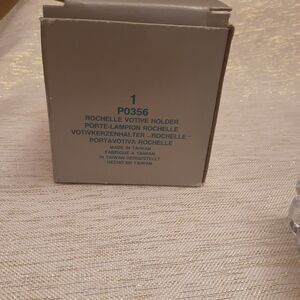 1
P0356
ROCHELLE VOTIVE HOLDER
PORTE-LAMPION ROCHELLE
VOTIVKERZENHALTER „ROCHELLE“
PORTAVOTIVA ROCHELLE
MADE IN TAIWAN
FABRIQUÉ A TAIWAN
IN TAIWAN HERGESTELLT
HECHO EN TAIWAN